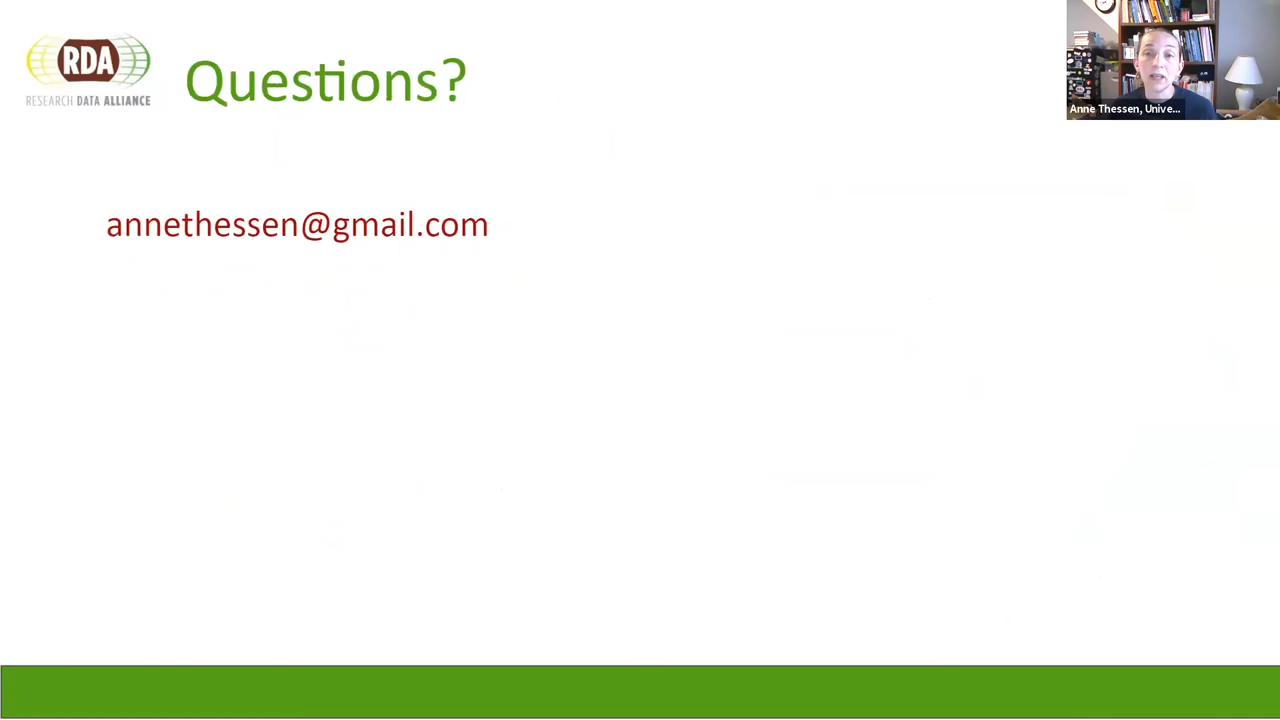 RDA
RESEARCH DATA ALLIANCE
Questions?
Anne Thessen, Unive...
annethessen@gmail.com